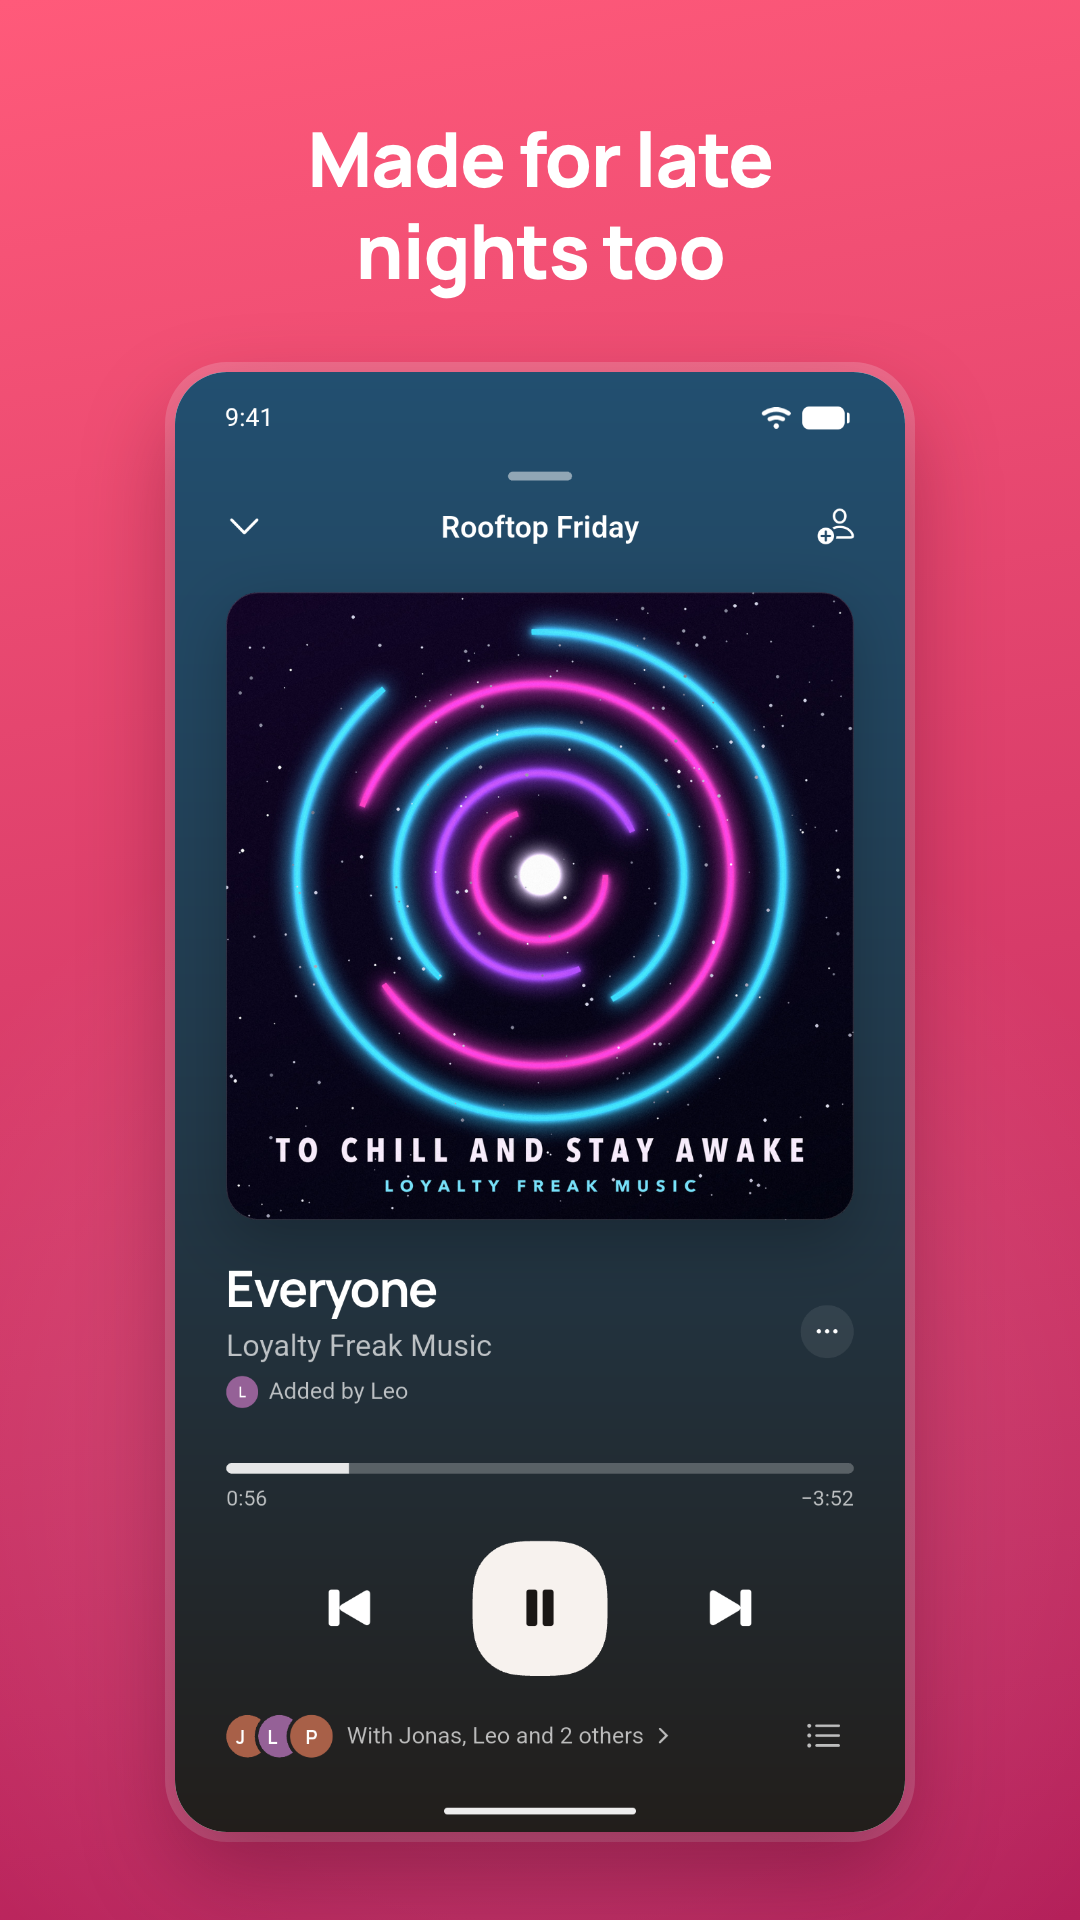 Made for late
nights too
9:41
Rooftop Friday
TO CHILL AND STAY AWAKE
LOYALTY FREAK MUSIC
Everyone
Loyalty Freak Music
L Added by Leo
0:56 −3:52
J L P With Jonas, Leo and 2 others